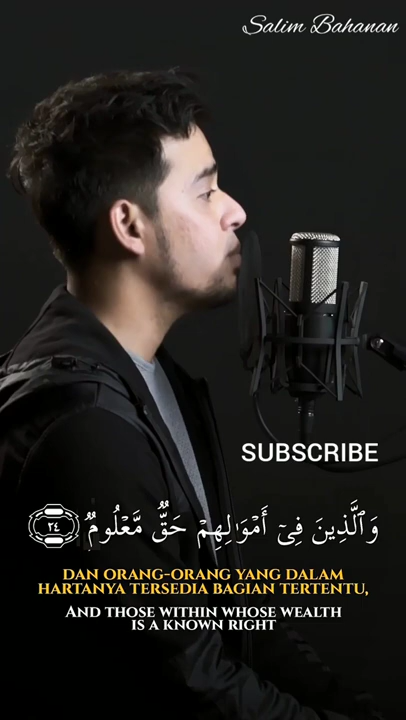 Salim Bahanan
SUBSCRIBE
وَٱلَّذِينَ فِىٓ أَمْوَٰلِهِمْ حَقٌّ مَّعْلُومٌ ٢٤
DAN ORANG-ORANG YANG DALAM
HARTANYA TERSEDIA BAGIAN TERTENTU,
AND THOSE WITHIN WHOSE WEALTH
IS A KNOWN RIGHT